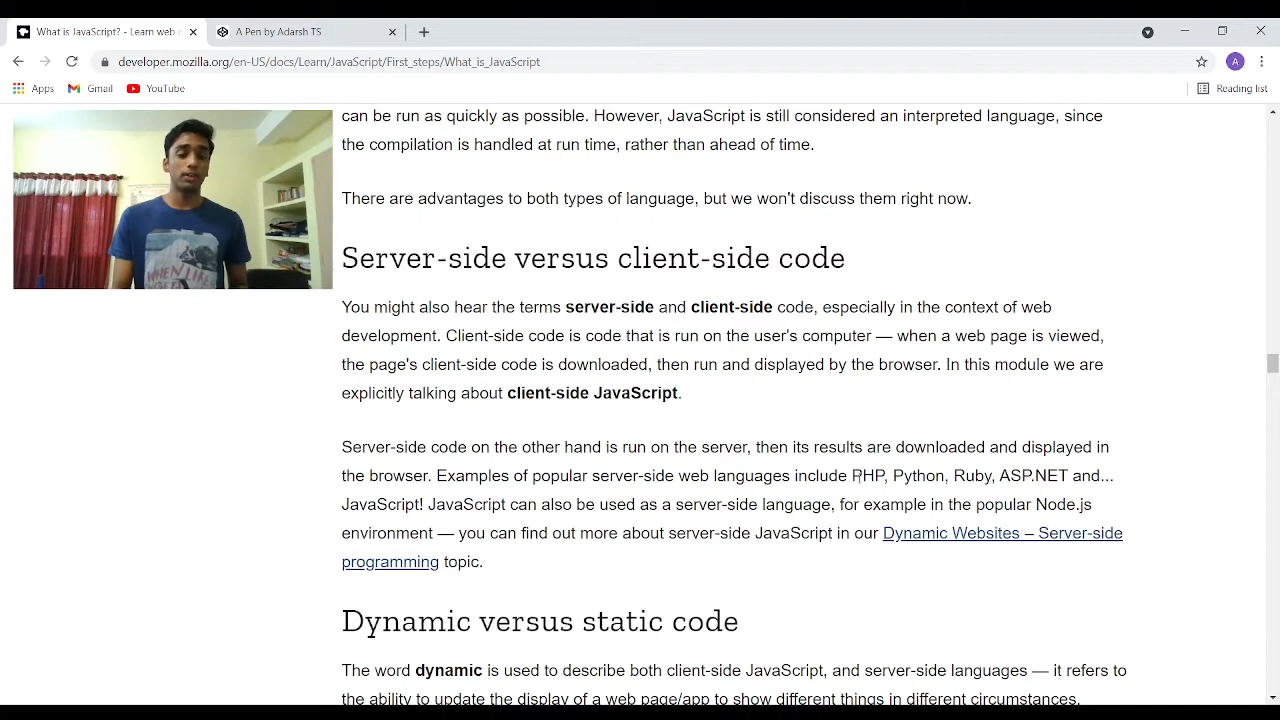 What is JavaScript? - Learn web
A Pen by Adarsh TS
developer.mozilla.org/en-US/docs/Learn/JavaScript/First_steps/What_is_JavaScript
A
Apps
Gmail
YouTube
Reading list
can be run as quickly as possible. However, JavaScript is still considered an interpreted language, since
the compilation is handled at run time, rather than ahead of time.
There are advantages to both types of language, but we won't discuss them right now.
Server-side versus client-side code
You might also hear the terms server-side and client-side code, especially in the context of web
development. Client-side code is code that is run on the user's computer — when a web page is viewed,
the page's client-side code is downloaded, then run and displayed by the browser. In this module we are
explicitly talking about client-side JavaScript.
Server-side code on the other hand is run on the server, then its results are downloaded and displayed in
the browser. Examples of popular server-side web languages include PHP, Python, Ruby, ASP.NET and...
JavaScript! JavaScript can also be used as a server-side language, for example in the popular Node.js
environment — you can find out more about server-side JavaScript in our Dynamic Websites – Server-side
programming topic.
Dynamic versus static code
The word dynamic is used to describe both client-side JavaScript, and server-side languages — it refers to
the ability to update the display of a web page/app to show different things in different circumstances,
WHEN LIFE